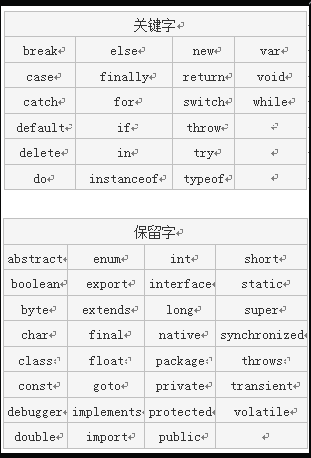 关键字
break else new var
case finally return void
catch for switch while
default if throw
delete in try
do instanceof typeof
保留字
abstract enum int short
boolean export interface static
byte extends long super
char final native synchronized
class float package throws
const goto private transient
debugger implements protected volatile
double import public